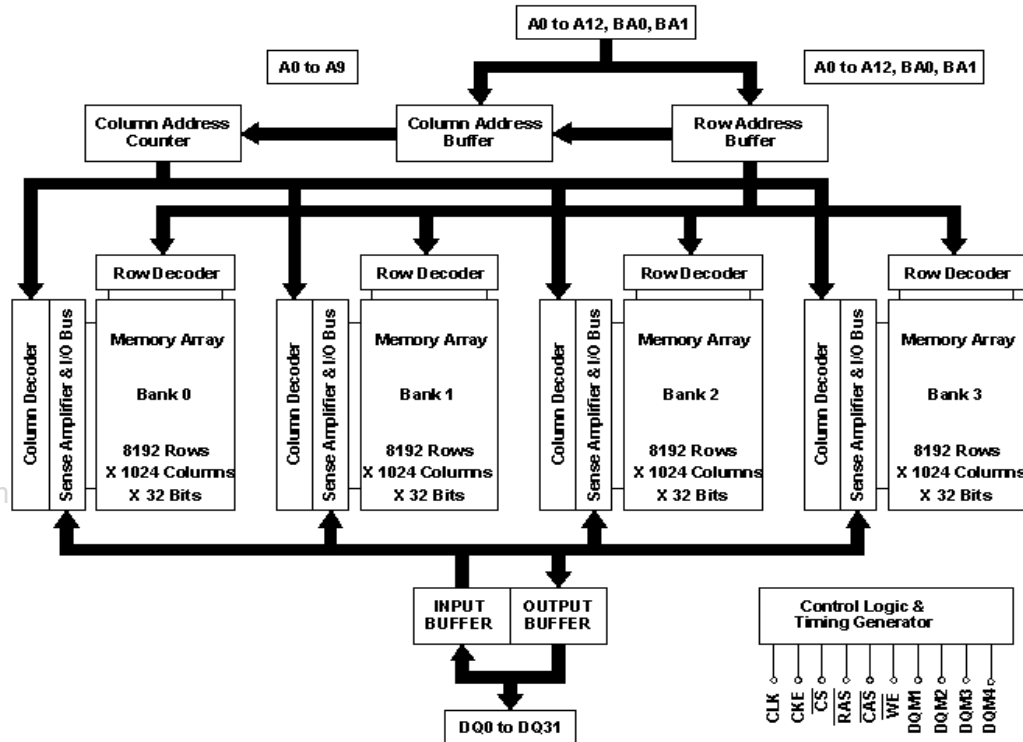 A0 to A12, BA0, BA1
A0 to A9
A0 to A12, BA0, BA1
Column Address
Counter
Column Address
Buffer
Row Address
Buffer
Row Decoder
Row Decoder
Row Decoder
Row Decoder
Column Decoder
Sense Amplifier & I/O Bus
Memory Array
Bank 0
8192 Rows
X 1024 Columns
X 32 Bits
Column Decoder
Sense Amplifier & I/O Bus
Memory Array
Bank 1
8192 Rows
X 1024 Columns
X 32 Bits
Column Decoder
Sense Amplifier & I/O Bus
Memory Array
Bank 2
8192 Rows
X 1024 Columns
X 32 Bits
Column Decoder
Sense Amplifier & I/O Bus
Memory Array
Bank 3
8192 Rows
X 1024 Columns
X 32 Bits
INPUT
BUFFER
OUTPUT
BUFFER
Control Logic &
Timing Generator
CLK
CKE
CS
RAS
CAS
WE
DQM1
DQM2
DQM3
DQM4
DQ0 to DQ31